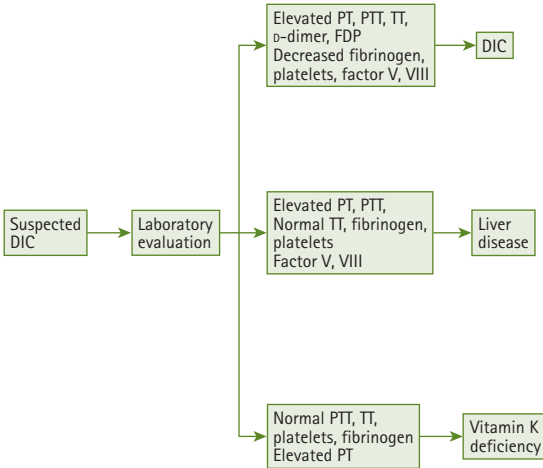 Elevated PT, PTT, TT,
D-dimer, FDP
Decreased fibrinogen,
platelets, factor V, VIII
DIC
Suspected
DIC
Laboratory
evaluation
Elevated PT, PTT,
Normal TT, fibrinogen,
platelets
Factor V, VIII
Liver
disease
Normal PTT, TT,
platelets, fibrinogen
Elevated PT
Vitamin K
deficiency